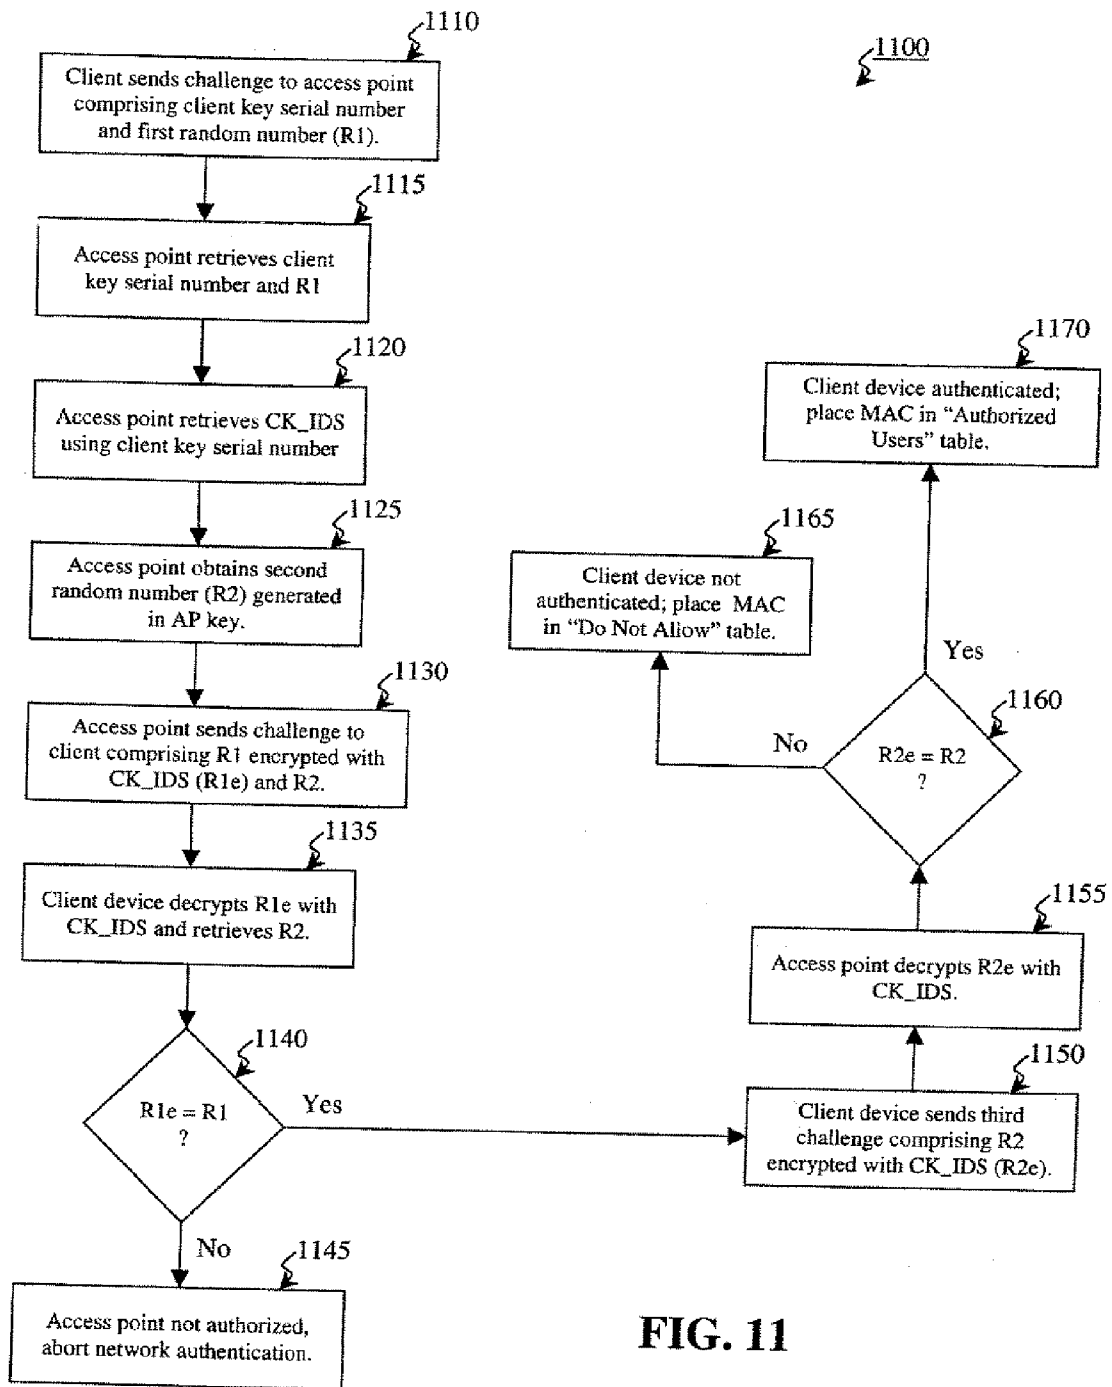 1110
1100
Client sends challenge to access point
comprising client key serial number
and first random number (R1).
1115
Access point retrieves client
key serial number and R1
1120
Access point retrieves CK_IDS
using client key serial number
1125
Access point obtains second
random number (R2) generated
in AP key.
1130
Access point sends challenge to
client comprising R1 encrypted with
CK_IDS (R1e) and R2.
1135
Client device decrypts R1e with
CK_IDS and retrieves R2.
1140
R1e = R1
?
Yes
No
1145
Access point not authorized,
abort network authentication.
1150
Client device sends third
challenge comprising R2
encrypted with CK_IDS (R2e).
1155
Access point decrypts R2e with
CK_IDS.
1160
R2e = R2
?
No
Yes
1165
Client device not
authenticated; place MAC
in “Do Not Allow” table.
1170
Client device authenticated;
place MAC in “Authorized
Users” table.
FIG. 11